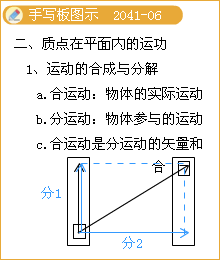 手写板图示 2041-06
二、质点在平面内的运功
1、运动的合成与分解
a.合运动：物体的实际运动
b.分运动：物体参与的运动
c.合运动是分运动的矢量和
合
分1
分2